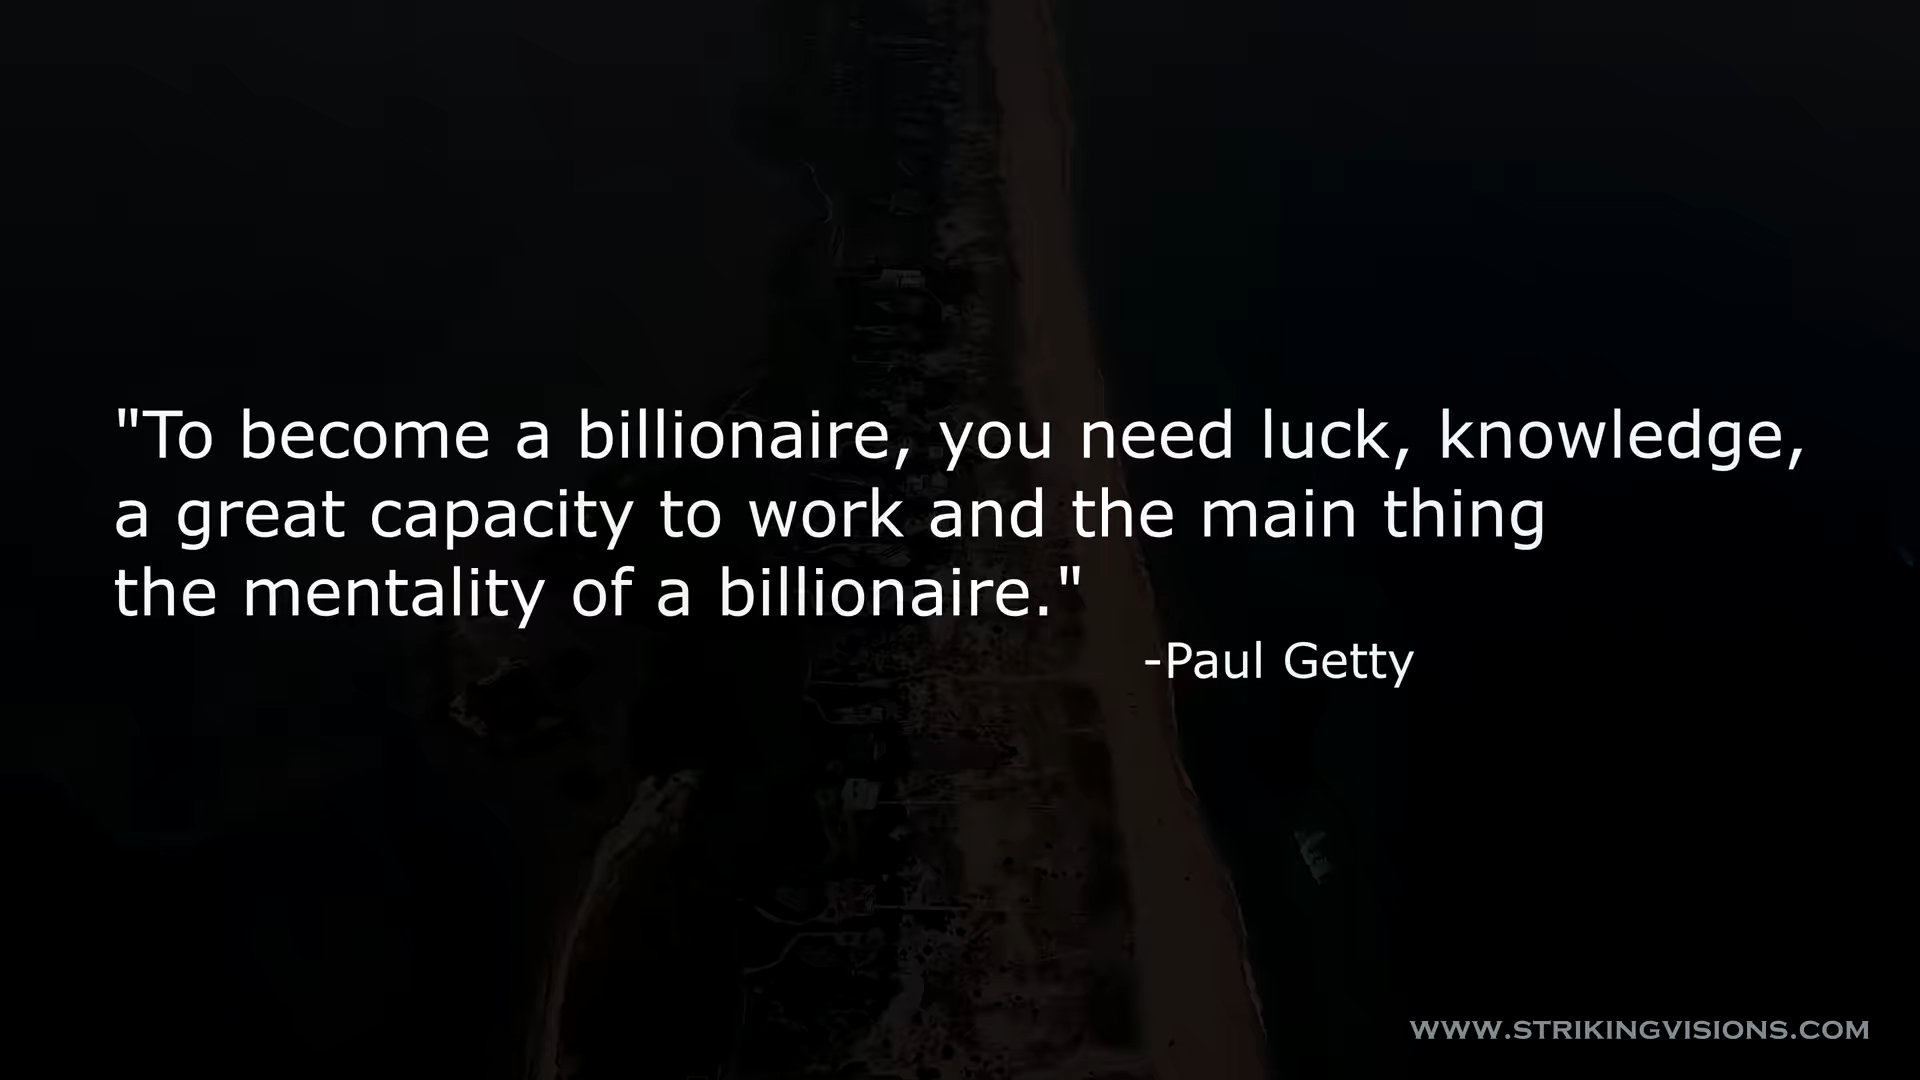 "To become a billionaire, you need luck, knowledge,
a great capacity to work and the main thing
the mentality of a billionaire."
-Paul Getty
WWW.STRIKINGVISIONS.COM